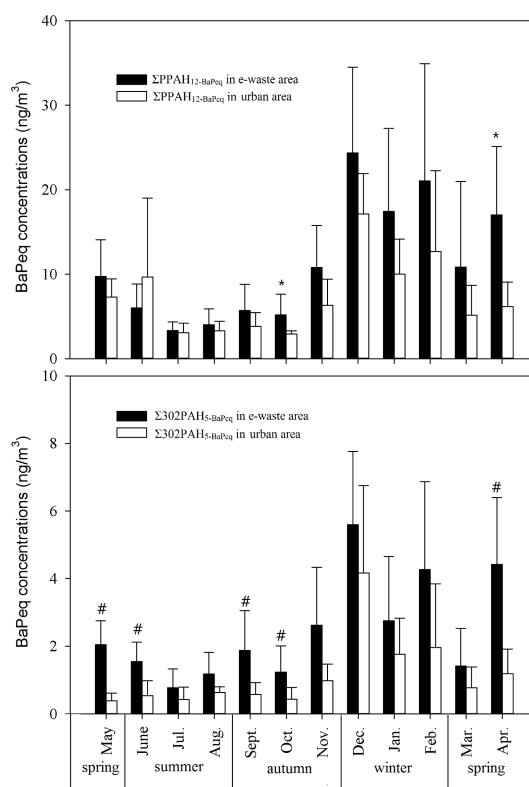 40
30
20
10
0
BaPeq concentrations (ng/m³)
ΣPPAH₁₂₋BaPeq in e-waste area
ΣPPAH₁₂₋BaPeq in urban area
*
*
10
8
6
4
2
0
BaPeq concentrations (ng/m³)
Σ302PAH₅₋BaPeq in e-waste area
Σ302PAH₅₋BaPeq in urban area
# # # # #
May June Jul. Aug. Sept. Oct. Nov. Dec. Jan. Feb. Mar. Apr.
spring summer autumn winter spring